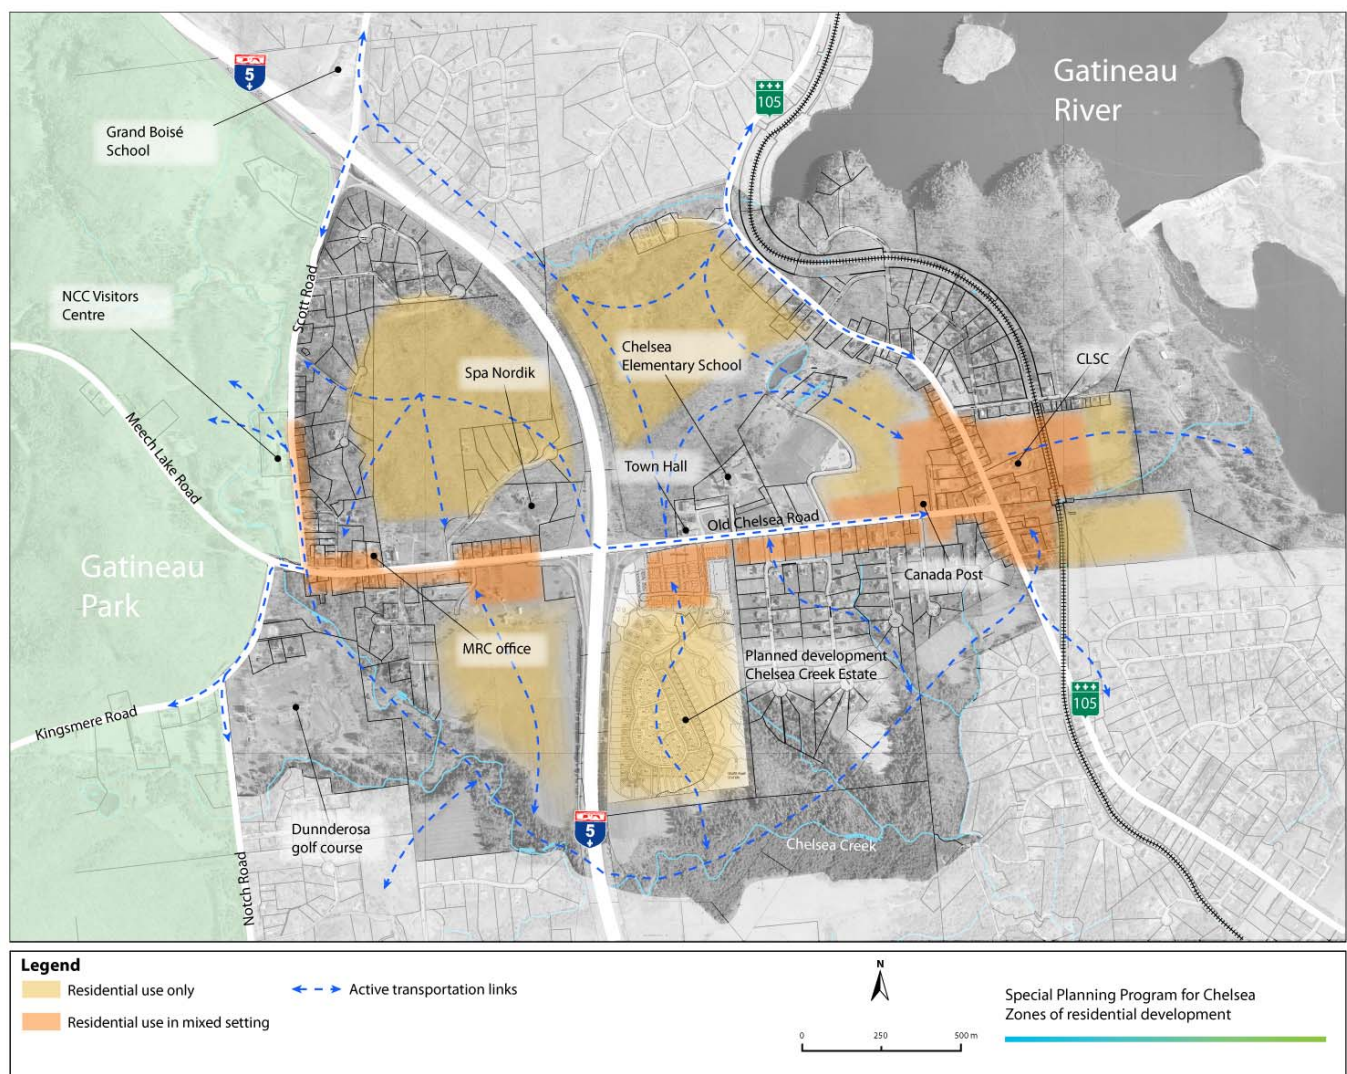 5
105
Gatineau
River
Grand Boisé
School
NCC Visitors
Centre
Scott Road
Chelsea
Elementary School
CLSC
Spa Nordik
Meech Lake Road
Town Hall
Old Chelsea Road
Gatineau
Park
Canada Post
MRC office
Planned development
Chelsea Creek Estate
105
Kingsmere Road
Dunnderosa
golf course
5
Chelsea Creek
Notch Road
Legend
Residential use only
Active transportation links
Residential use in mixed setting
N
0 250 500 m
Special Planning Program for Chelsea
Zones of residential development